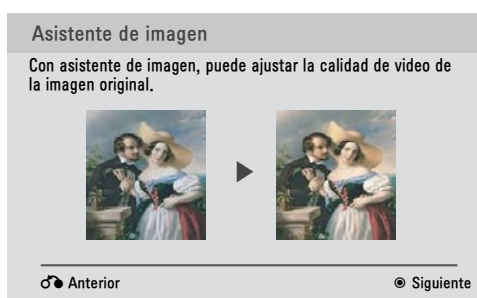 Asistente de imagen
Con asistente de imagen, puede ajustar la calidad de video de
la imagen original.
Anterior
Siguiente